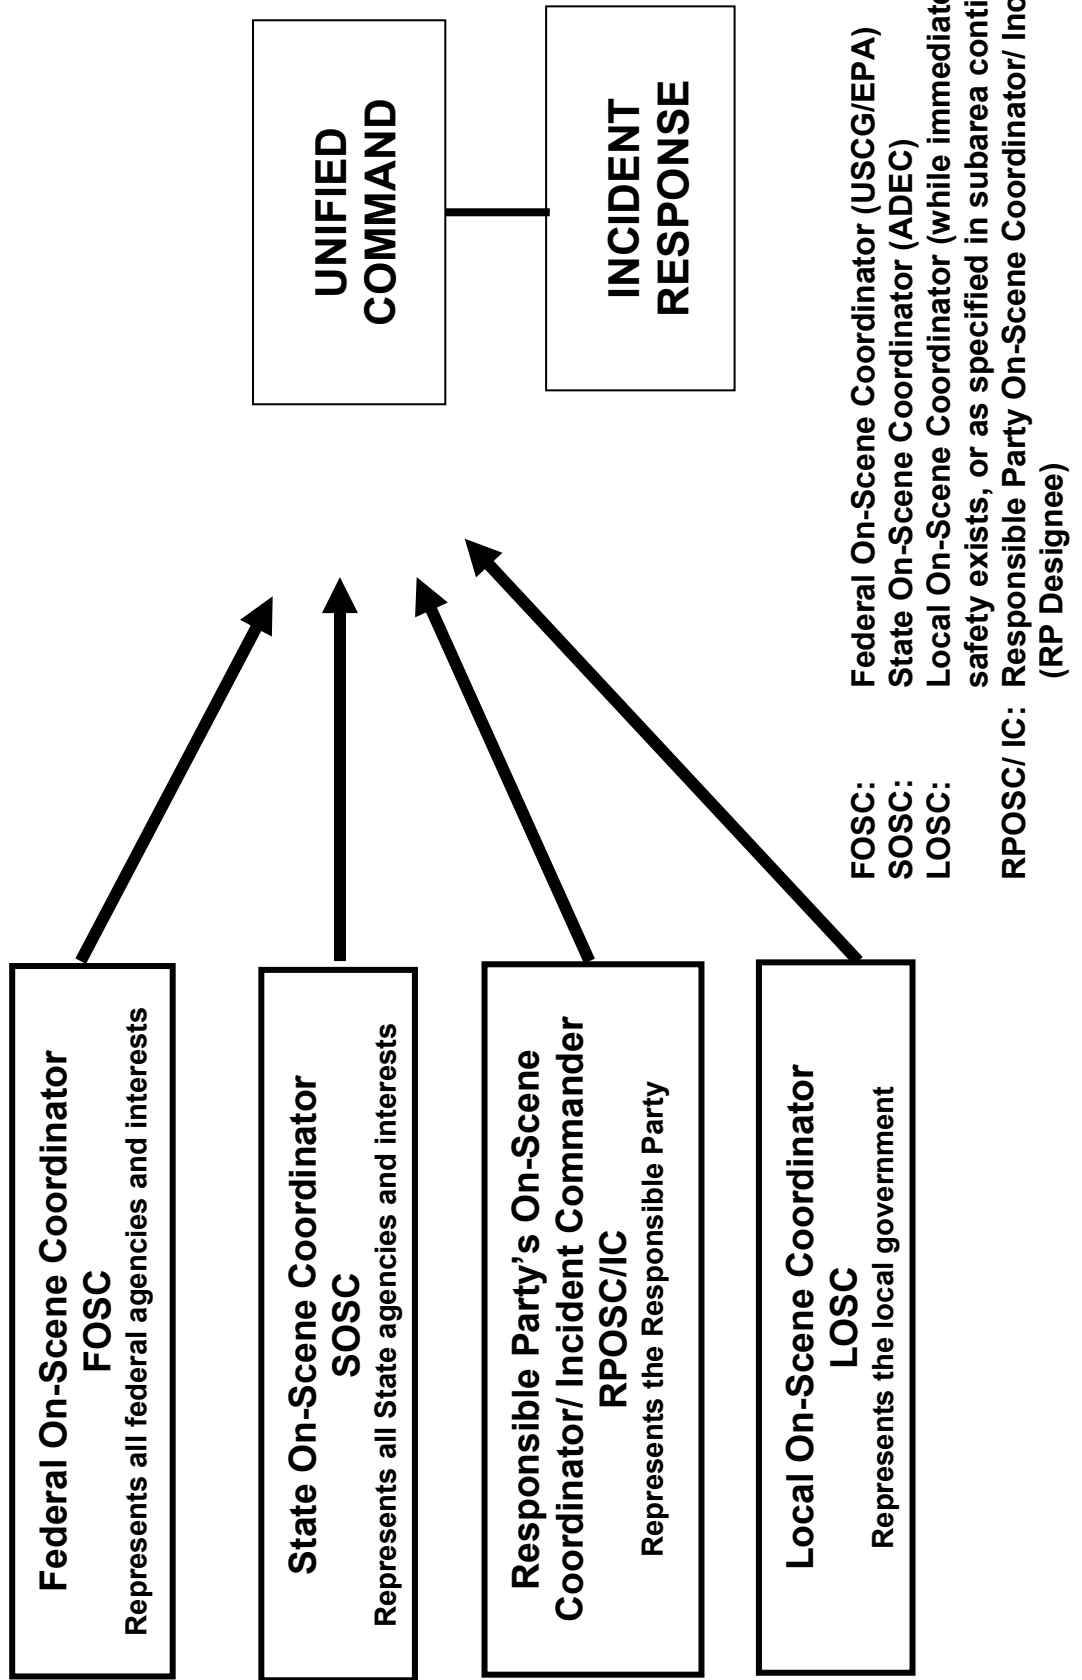 Federal On-Scene Coordinator
FOSC
Represents all federal agencies and interests
State On-Scene Coordinator
SOSC
Represents all State agencies and interests
Responsible Party’s On-Scene
Coordinator/ Incident Commander
RPOSC/IC
Represents the Responsible Party
Local On-Scene Coordinator
LOSC
Represents the local government
UNIFIED
COMMAND
INCIDENT
RESPONSE
FOSC: Federal On-Scene Coordinator (USCG/EPA)
SOSC: State On-Scene Coordinator (ADEC)
LOSC: Local On-Scene Coordinator (while immediate
safety exists, or as specified in subarea
RPOSC/ IC: Responsible Party On-Scene Coordinator/
(RP Designee)